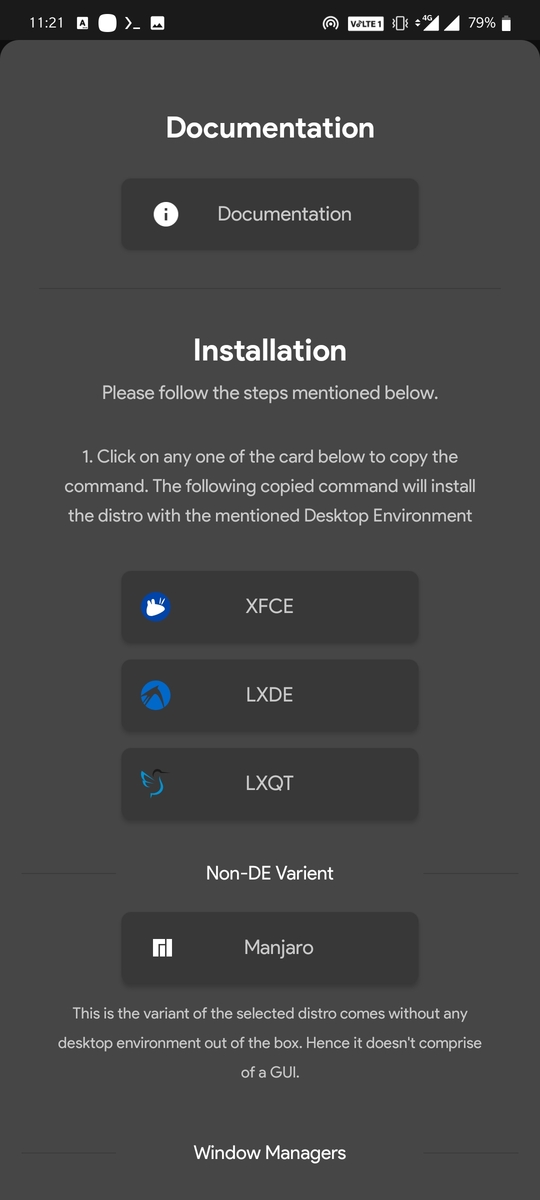 11:21
VoLTE 1
4G
79%
Documentation
Documentation
Installation
Please follow the steps mentioned below.
1. Click on any one of the card below to copy the
command. The following copied command will install
the distro with the mentioned Desktop Environment
XFCE
LXDE
LXQT
Non-DE Varient
Manjaro
This is the variant of the selected distro comes without any
desktop environment out of the box. Hence it doesn't comprise
of a GUI.
Window Managers